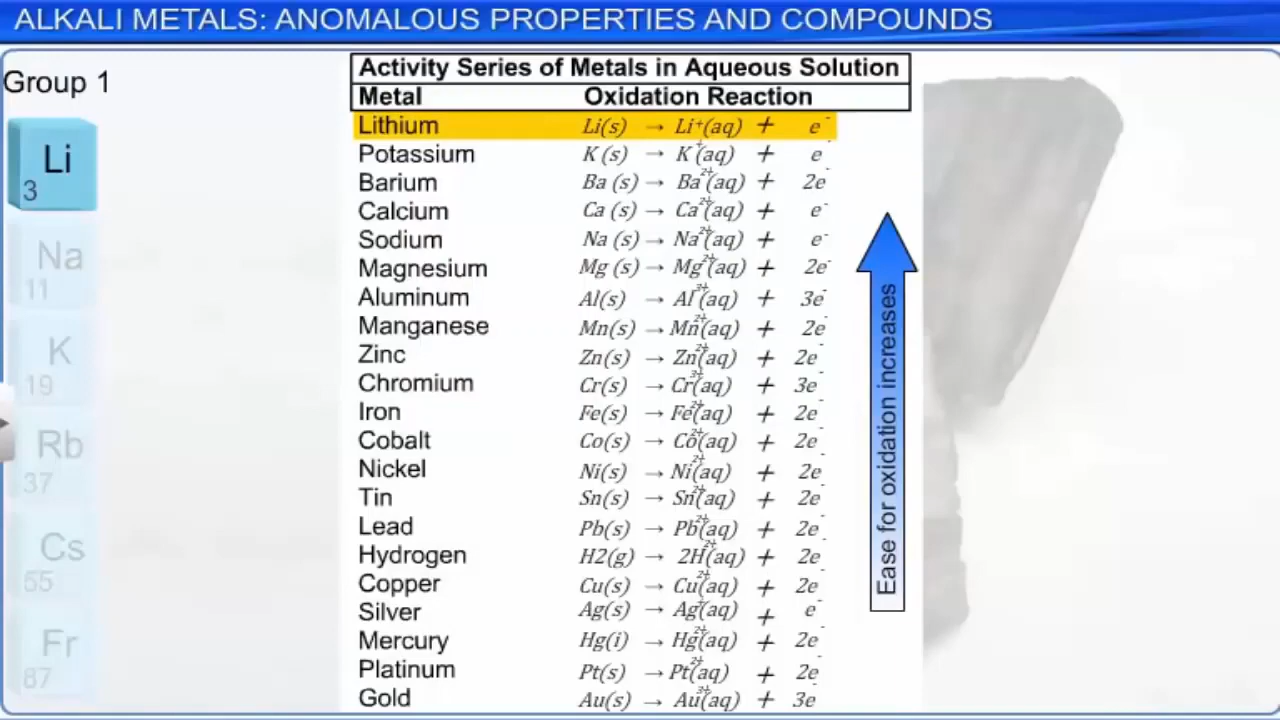 ALKALI METALS: ANOMALOUS PROPERTIES AND COMPOUNDS
Group 1
Li
3
Na
11
K
19
Rb
37
Cs
55
Fr
87
Activity Series of Metals in Aqueous Solution
Metal Oxidation Reaction
Lithium Li(s) → Li⁺(aq) + e⁻
Potassium K (s) → K⁺(aq) + e⁻
Barium Ba (s) → Ba²⁺(aq) + 2e⁻
Calcium Ca (s) → Ca²⁺(aq) + e⁻
Sodium Na (s) → Na²⁺(aq) + e⁻
Magnesium Mg (s) → Mg²⁺(aq) + 2e⁻
Aluminum Al(s) → Al³⁺(aq) + 3e⁻
Manganese Mn(s) → Mn²⁺(aq) + 2e⁻
Zinc Zn(s) → Zn²⁺(aq) + 2e⁻
Chromium Cr(s) → Cr³⁺(aq) + 3e⁻
Iron Fe(s) → Fe²⁺(aq) + 2e⁻
Cobalt Co(s) → Co²⁺(aq) + 2e⁻
Nickel Ni(s) → Ni²⁺(aq) + 2e⁻
Tin Sn(s) → Sn²⁺(aq) + 2e⁻
Lead Pb(s) → Pb²⁺(aq) + 2e⁻
Hydrogen H2(g) → 2H²⁺(aq) + 2e⁻
Copper Cu(s) → Cu²⁺(aq) + 2e⁻
Silver Ag(s) → Ag⁺(aq) + e⁻
Mercury Hg(i) → Hg²⁺(aq) + 2e⁻
Platinum Pt(s) → Pt²⁺(aq) + 2e⁻
Gold Au(s) → Au³⁺(aq) + 3e⁻
Ease for oxidation increases